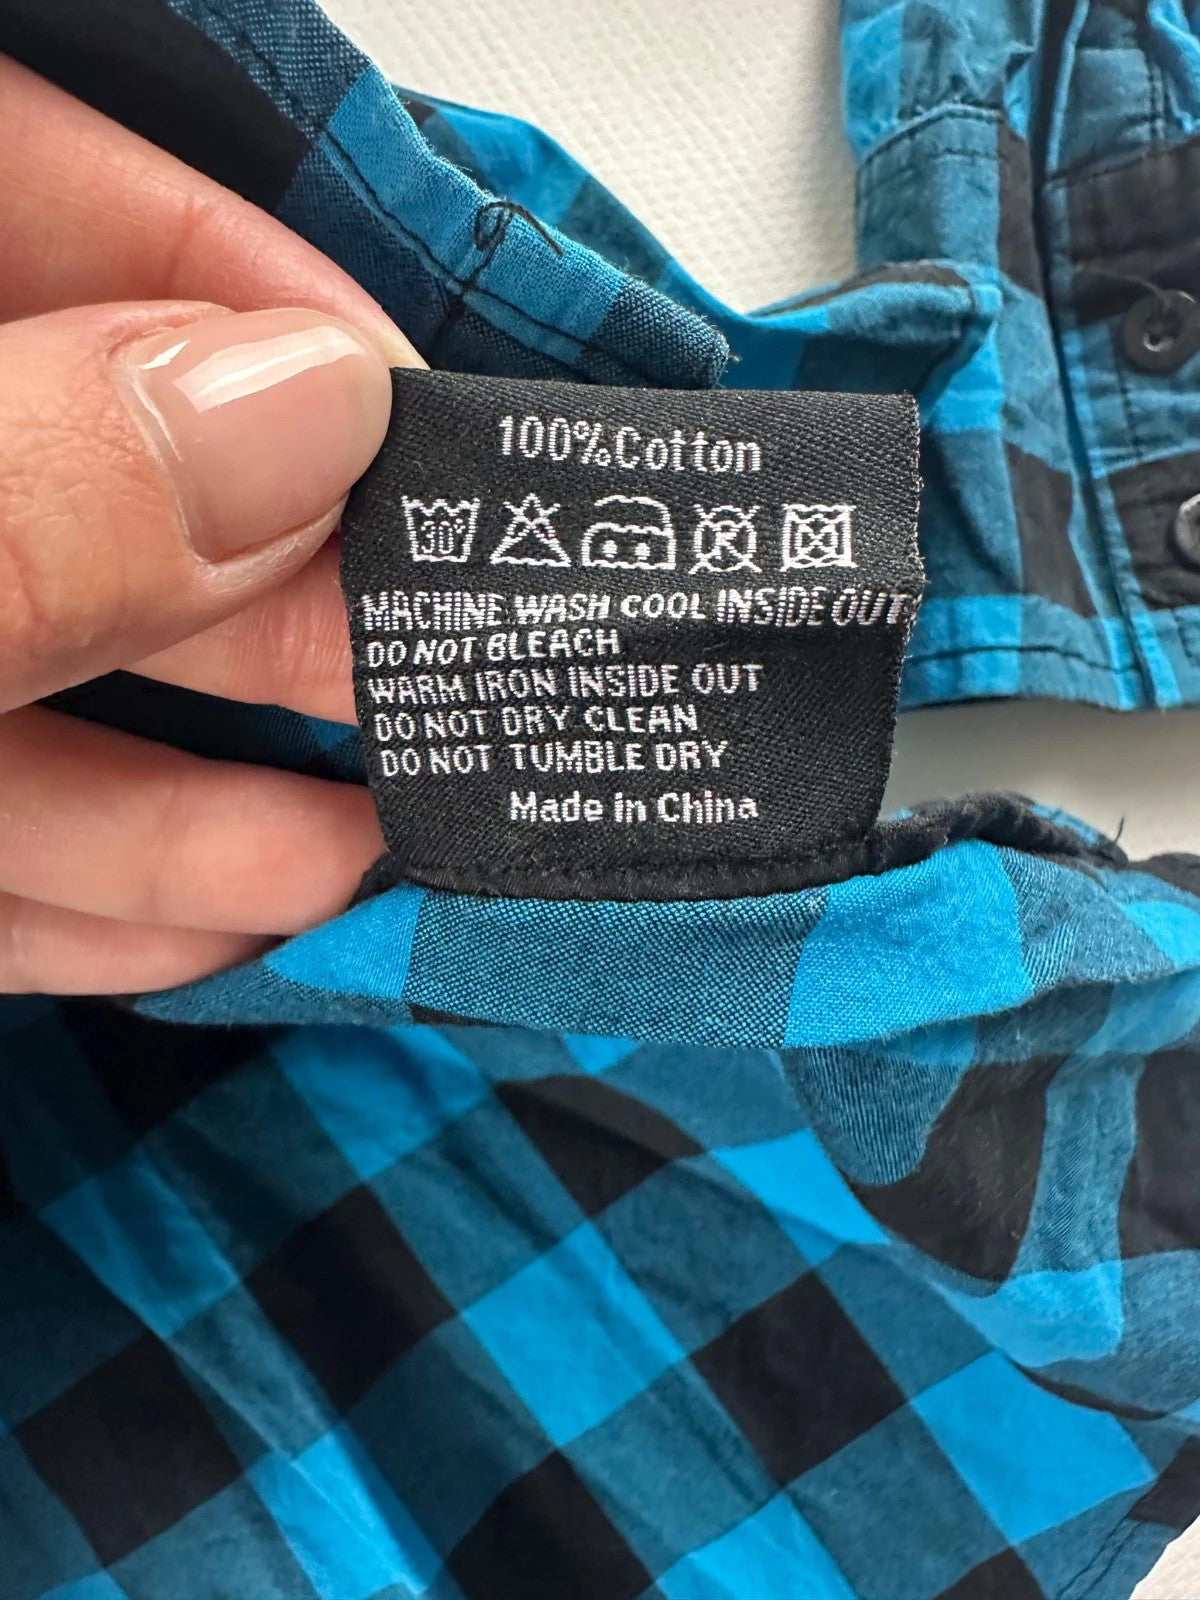 100%Cotton
30°
R
MACHINE WASH COOL INSIDE OUT
DO NOT BLEACH
WARM IRON INSIDE OUT
DO NOT DRY CLEAN
DO NOT TUMBLE DRY
Made in China